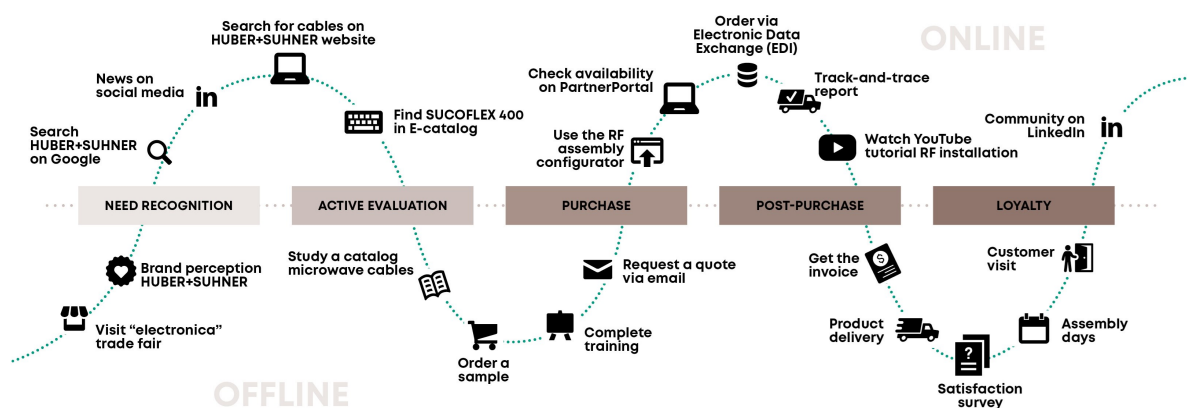 ONLINE
Search for cables on
HUBER+SUHNER website
News on
social media
in
Search
HUBER+SUHNER
on Google
Find SUCOFLEX 400
in E-catalog
Order via
Electronic Data
Exchange (EDI)
Check availability
on PartnerPortal
Use the RF
assembly
configurator
Track-and-trace
report
Watch YouTube
tutorial RF installation
Community on
LinkedIn
in
NEED RECOGNITION
ACTIVE EVALUATION
PURCHASE
POST-PURCHASE
LOYALTY
Brand perception
HUBER+SUHNER
Visit “electronica”
trade fair
Study a catalog
microwave cables
Order a
sample
Complete
training
Request a quote
via email
Get the
invoice
$
Product
delivery
?
Satisfaction
survey
Assembly
days
Customer
visit
OFFLINE